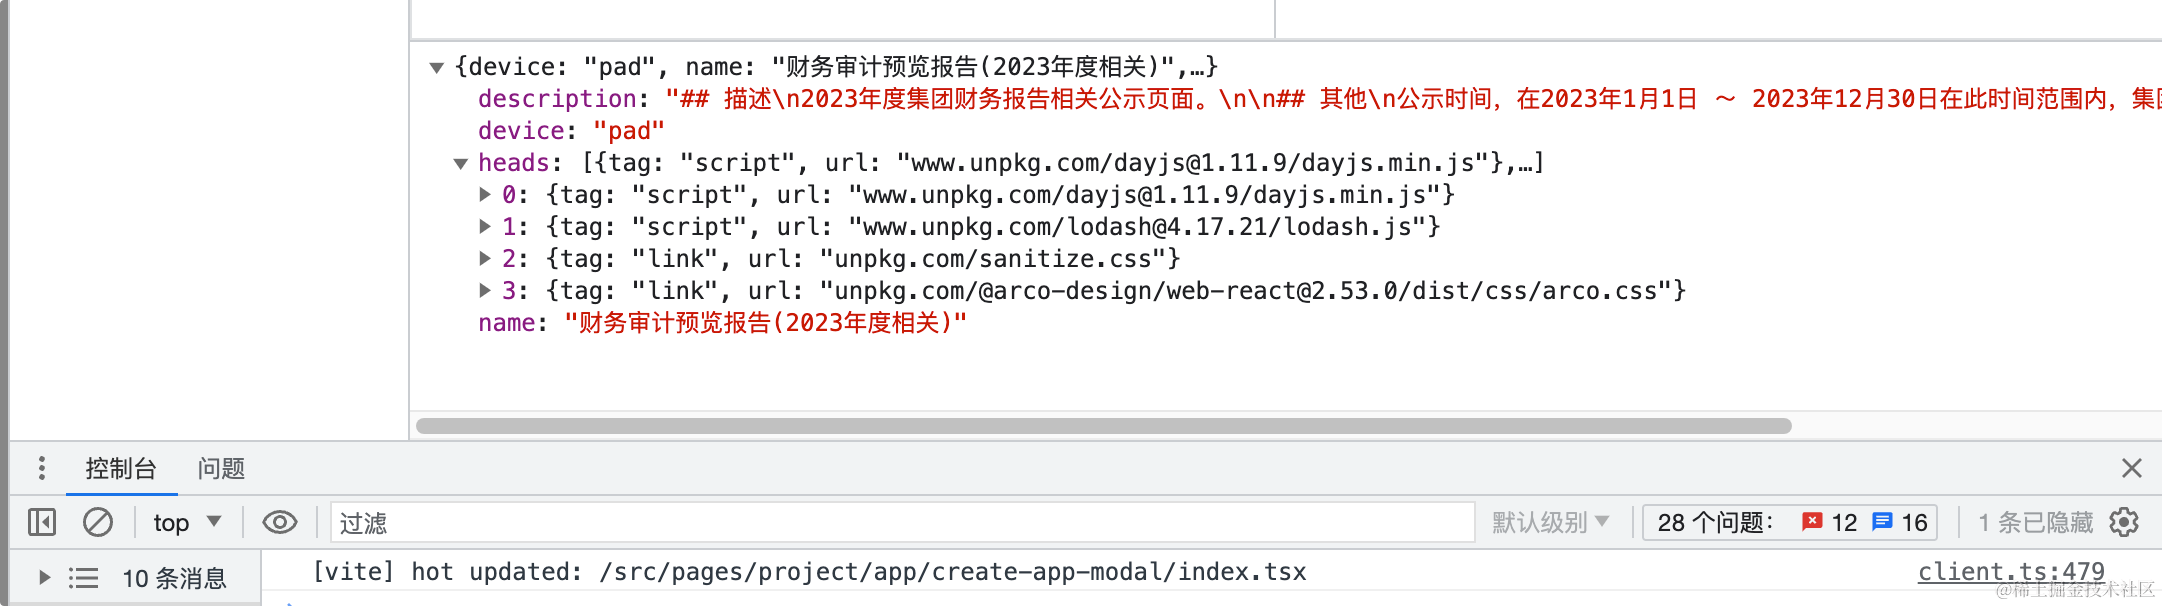 {device: "pad", name: "财务审计预览报告(2023年度相关)",…}
description: "## 描述\n2023年度集团财务报告相关公示页面。\n\n## 其他\n公示时间，在2023年1月1日 ～ 2023年12月30日在此时间范围内，集团
device: "pad"
heads: [{tag: "script", url: "www.unpkg.com/dayjs@1.11.9/dayjs.min.js"},…]
0: {tag: "script", url: "www.unpkg.com/dayjs@1.11.9/dayjs.min.js"}
1: {tag: "script", url: "www.unpkg.com/lodash@4.17.21/lodash.js"}
2: {tag: "link", url: "unpkg.com/sanitize.css"}
3: {tag: "link", url: "unpkg.com/@arco-design/web-react@2.53.0/dist/css/arco.css"}
name: "财务审计预览报告(2023年度相关)"
控制台 问题
top 过滤 默认级别 28 个问题： 12 16 1 条已隐藏
10 条消息 [vite] hot updated: /src/pages/project/app/create-app-modal/index.tsx client.ts:479
@稀土掘金技术社区